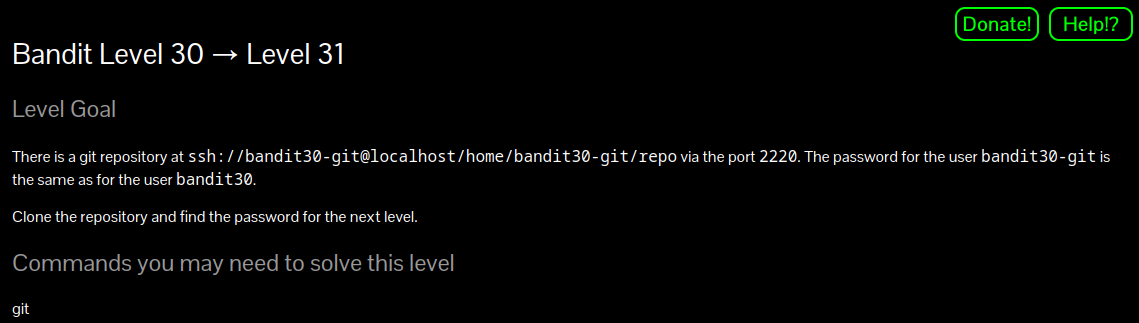 Donate! Help!?
Bandit Level 30 → Level 31
Level Goal
There is a git repository at ssh://bandit30-git@localhost/home/bandit30-git/repo via the port 2220. The password for the user bandit30-git is
the same as for the user bandit30.
Clone the repository and find the password for the next level.
Commands you may need to solve this level
git